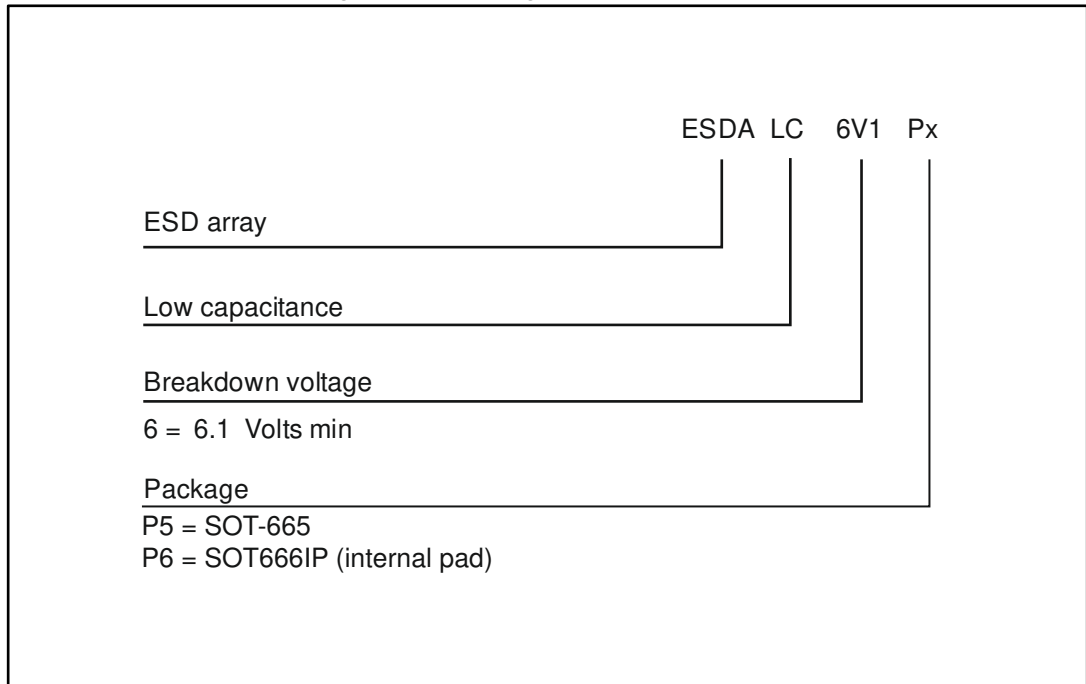 ESDA LC 6V1 Px
ESD array
Low capacitance
Breakdown voltage
6 = 6.1 Volts min
Package
P5 = SOT-665
P6 = SOT666IP (internal pad)